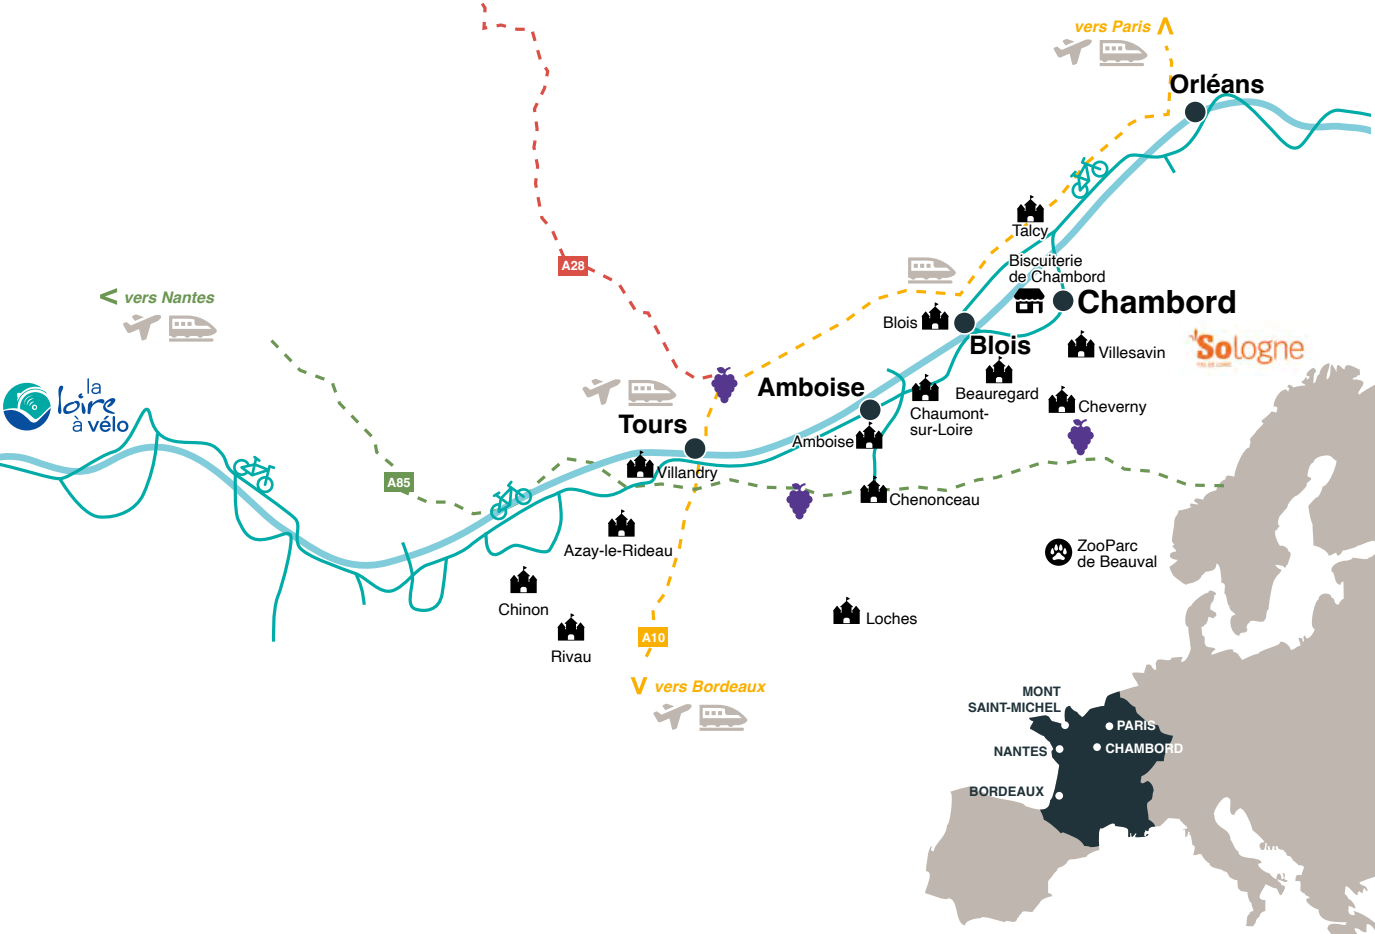 vers Paris
Orléans
Talcy
Biscuiterie
de Chambord
A28
vers Nantes
Chambord
Blois
Blois
Villesavin
Sologne
la
loire
à vélo
Amboise
Beauregard
Cheverny
Chaumont-
sur-Loire
Tours
Amboise
Villandry
A85
Chenonceau
Azay-le-Rideau
ZooParc
de Beauval
Chinon
Loches
Rivau
A10
vers Bordeaux
MONT
SAINT-MICHEL
PARIS
NANTES
CHAMBORD
BORDEAUX